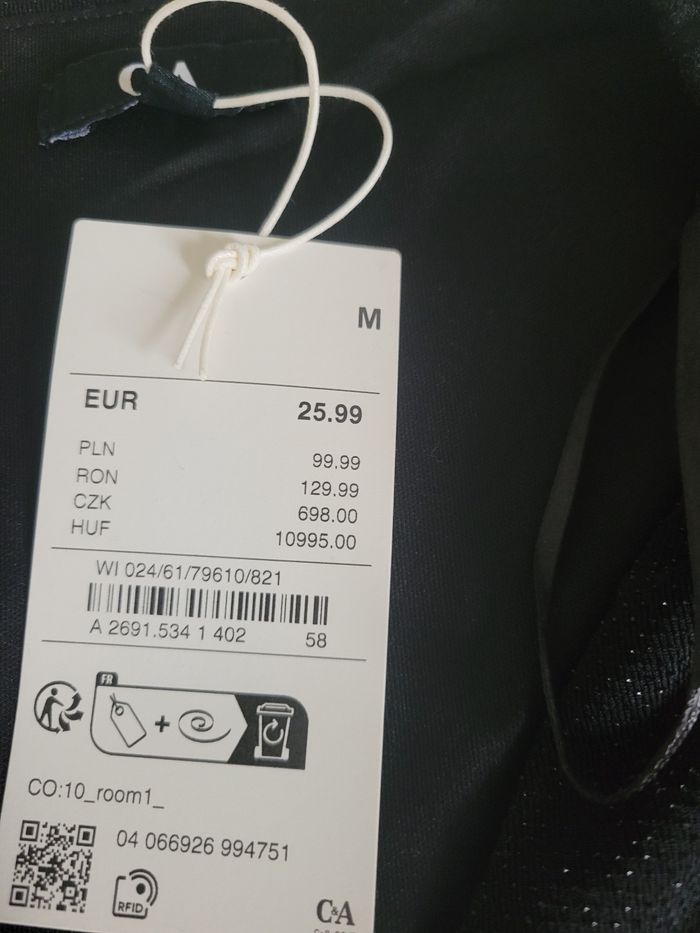 C&A
M
EUR 25.99
PLN 99.99
RON 129.99
CZK 698.00
HUF 10995.00
WI 024/61/79610/821
A 2691.534 1 402 58
FR
+
CO:10_room1_
04 066926 994751
RFID
C&A